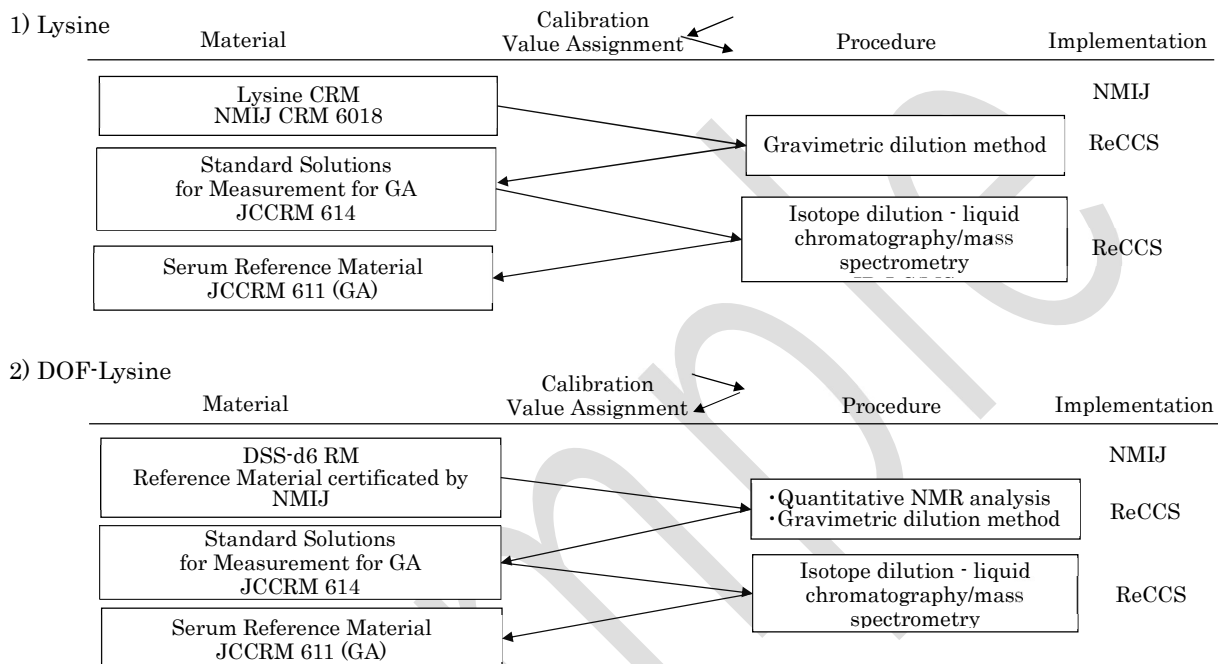 1) Lysine
Calibration
Material Value Assignment Procedure Implementation
Lysine CRM
NMIJ CRM 6018
NMIJ
Gravimetric dilution method
ReCCS
Standard Solutions
for Measurement for GA
JCCRM 614
Isotope dilution - liquid
chromatography/mass
spectrometry
ReCCS
Serum Reference Material
JCCRM 611 (GA)
2) DOF-Lysine
Calibration
Material Value Assignment Procedure Implementation
DSS-d6 RM
Reference Material certificated by
NMIJ
NMIJ
・Quantitative NMR analysis
・Gravimetric dilution method
ReCCS
Standard Solutions
for Measurement for GA
JCCRM 614
Isotope dilution - liquid
chromatography/mass
spectrometry
ReCCS
Serum Reference Material
JCCRM 611 (GA)